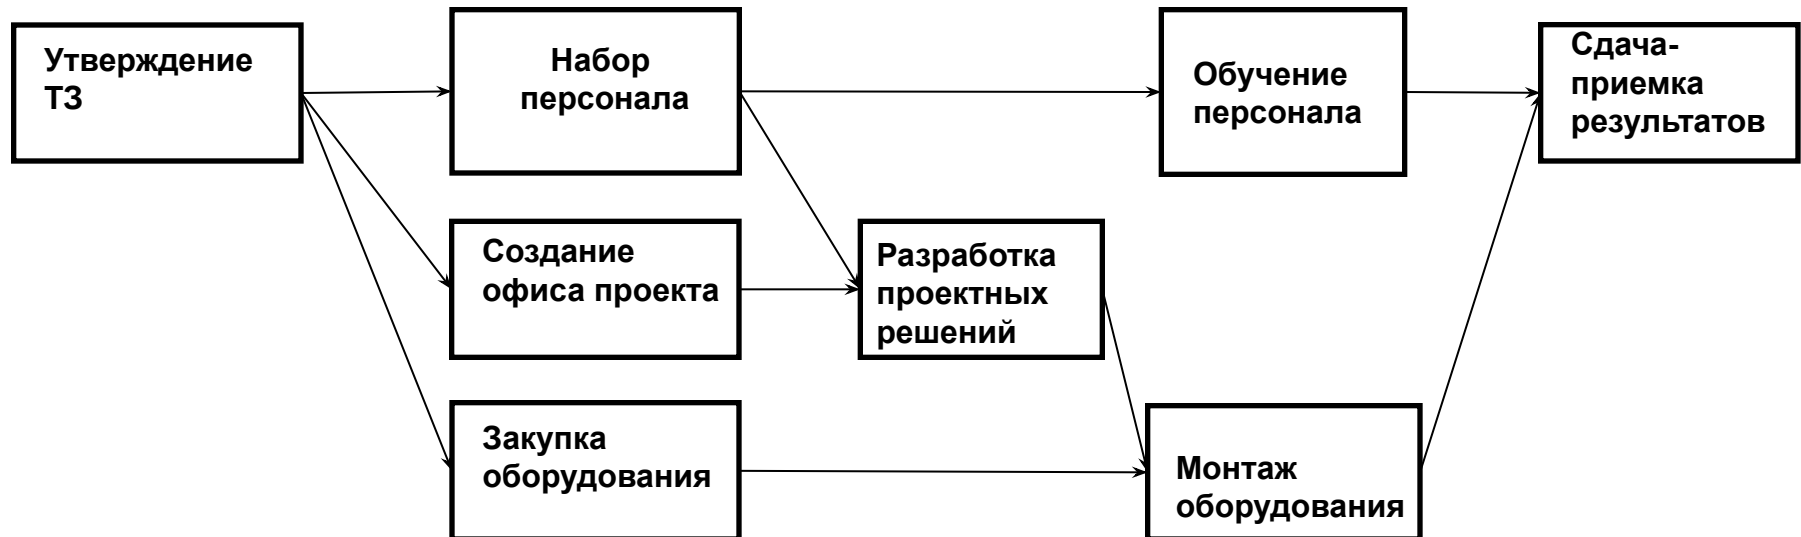 Утверждение
ТЗ
Набор
персонала
Обучение
персонала
Сдача-
приемка
результатов
Создание
офиса проекта
Разработка
проектных
решений
Закупка
оборудования
Монтаж
оборудования